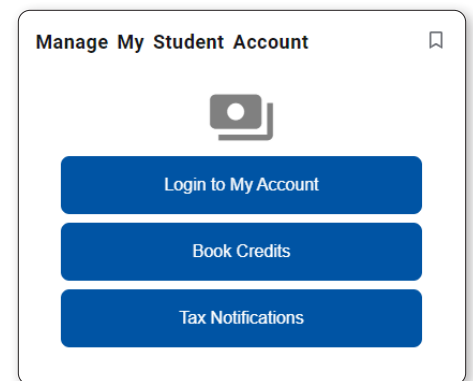 Manage My Student Account
Login to My Account
Book Credits
Tax Notifications